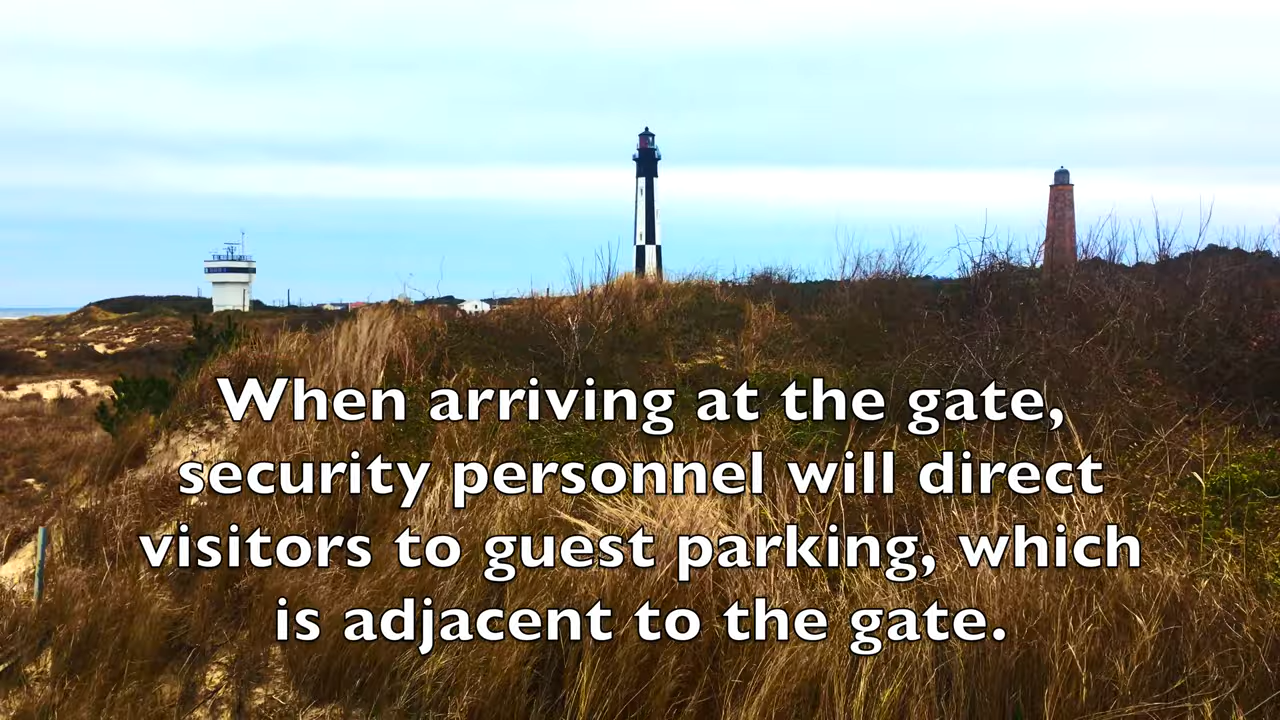 When arriving at the gate,
security personnel will direct
visitors to guest parking, which
is adjacent to the gate.